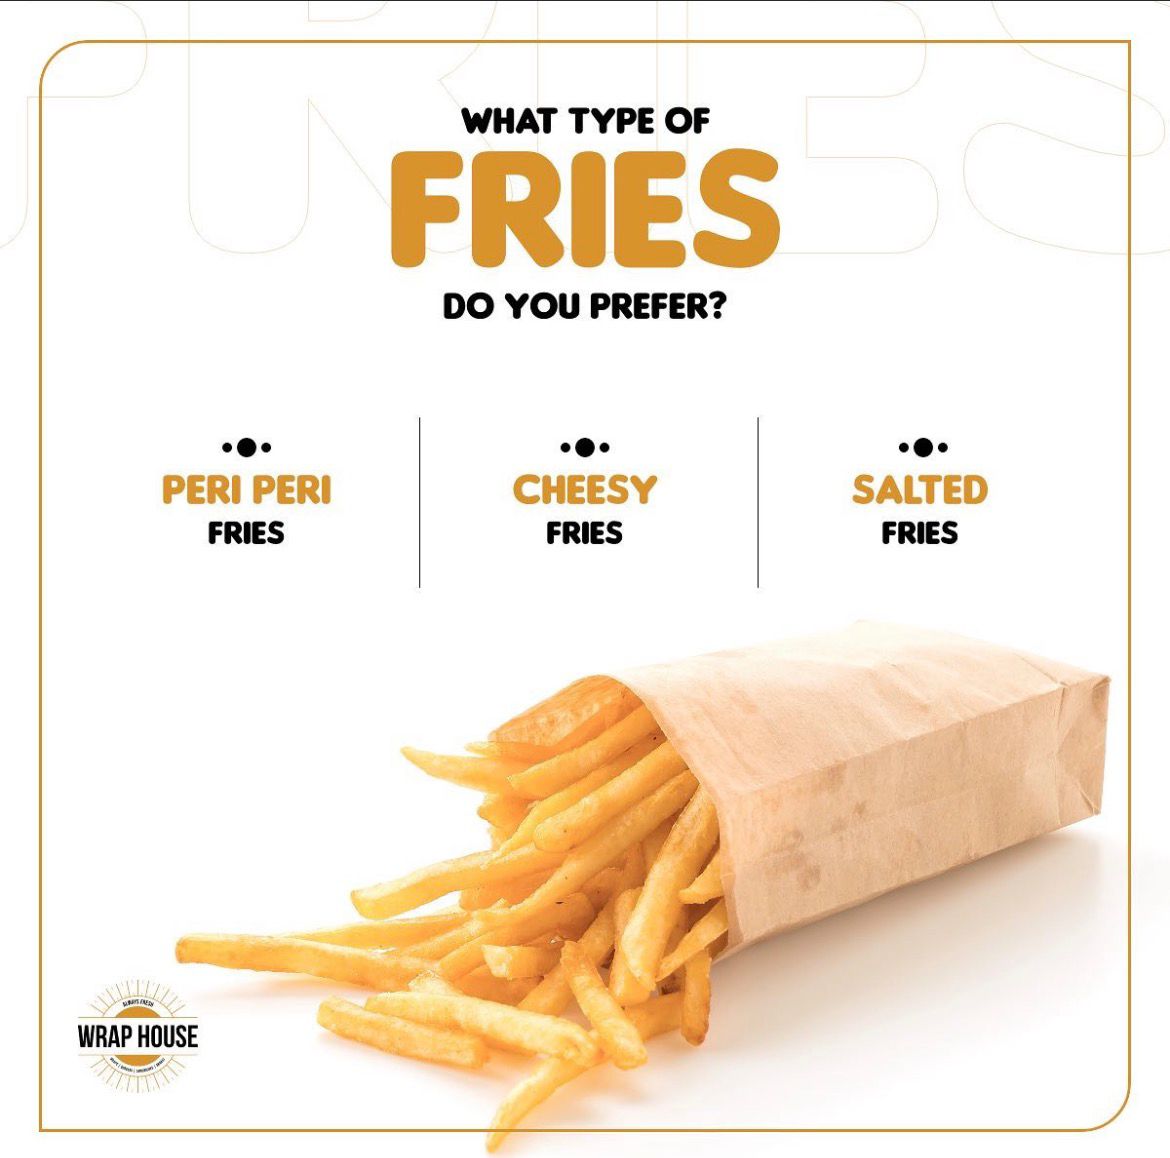 WHAT TYPE OF
FRIES
DO YOU PREFER?
PERI PERI
FRIES
CHEESY
FRIES
SALTED
FRIES
ALWAYS FRESH
WRAP HOUSE